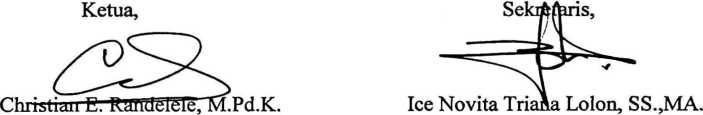 Ketua, Sekretaris,
Christian E. Randelele, M.Pd.K. Ice Novita Triana Lolon, SS.,MA.